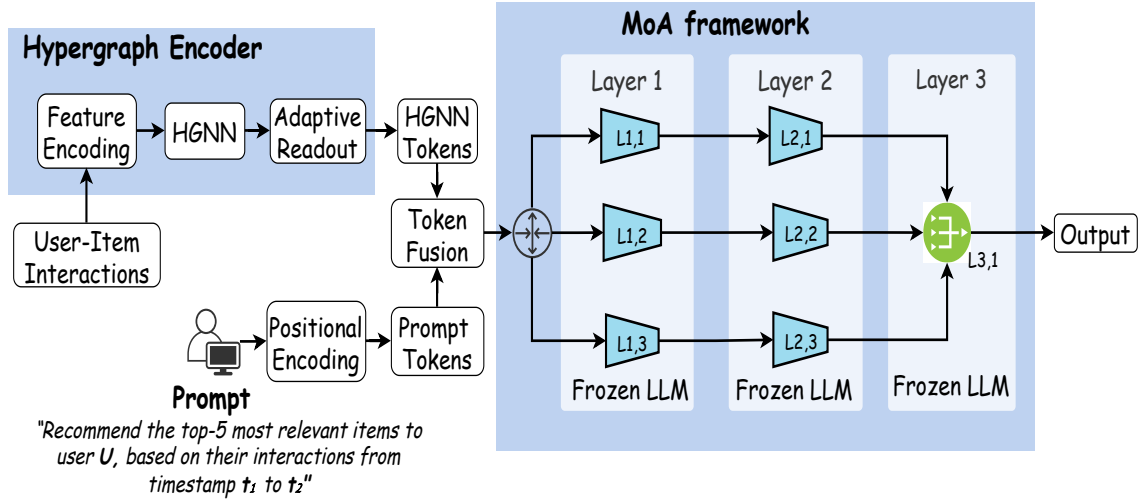 Hypergraph Encoder
Feature
Encoding
HGNN
Adaptive
Readout
HGNN
Tokens
User-Item
Interactions
Token
Fusion
Positional
Encoding
Prompt
Tokens
Prompt
"Recommend the top-5 most relevant items to
user U, based on their interactions from
timestamp t₁ to t₂"
MoA framework
Layer 1
L1,1
L1,2
L1,3
Frozen LLM
Layer 2
L2,1
L2,2
L2,3
Frozen LLM
Layer 3
L3,1
Frozen LLM
Output